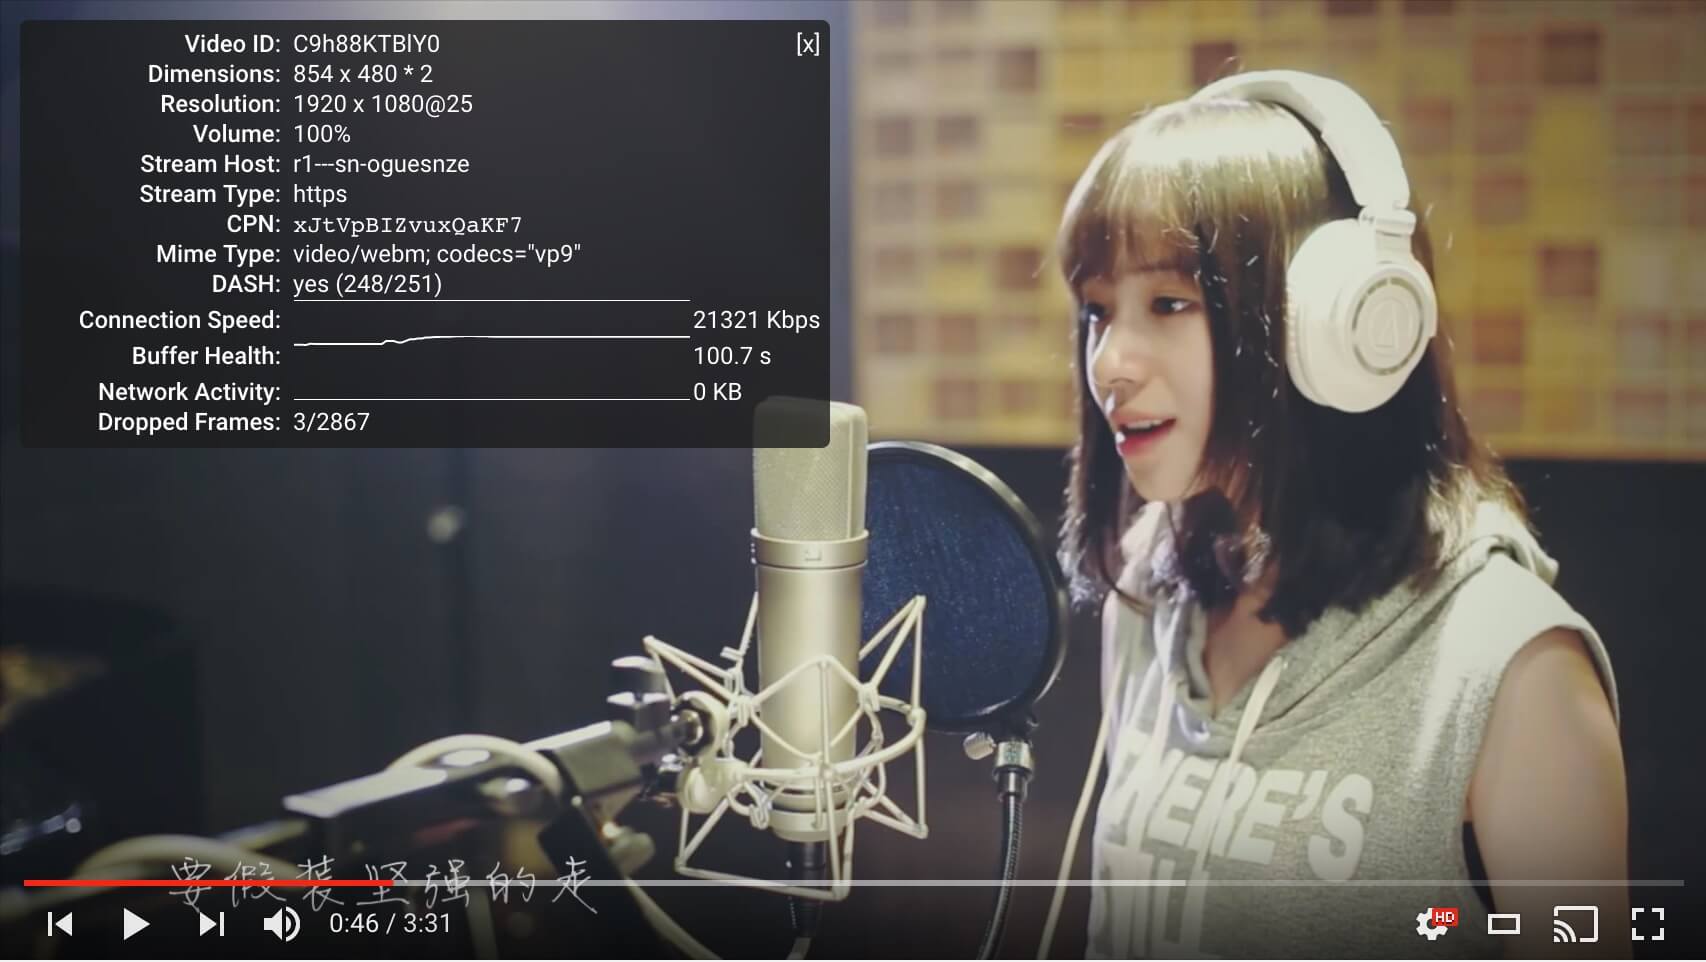 Video ID: C9h88KTBlY0 [x]
Dimensions: 854 x 480 * 2
Resolution: 1920 x 1080@25
Volume: 100%
Stream Host: r1---sn-oguesnze
Stream Type: https
CPN: xJtVpBIZvuxQaKF7
Mime Type: video/webm; codecs="vp9"
DASH: yes (248/251)
Connection Speed: 21321 Kbps
Buffer Health: 100.7 s
Network Activity: 0 KB
Dropped Frames: 3/2867
HERE'S
要假装坚强的走
0:46 / 3:31
HD